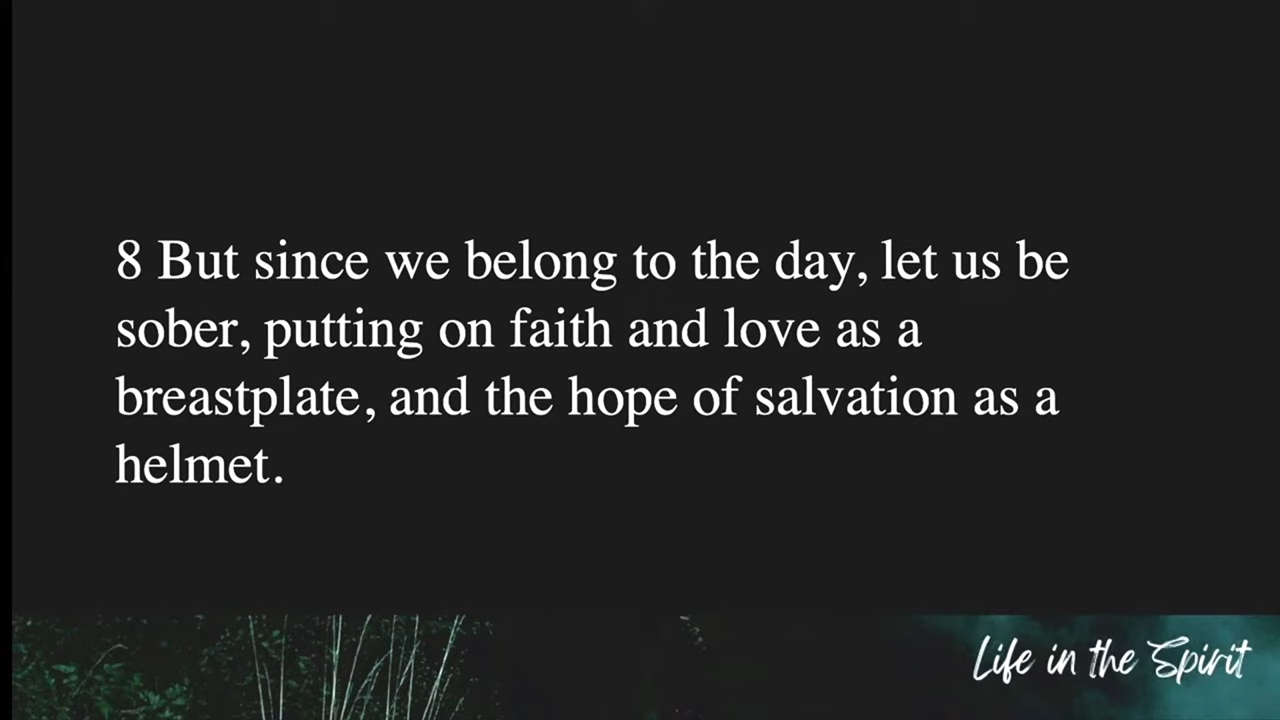 8 But since we belong to the day, let us be
sober, putting on faith and love as a
breastplate, and the hope of salvation as a
helmet.
Life in the Spirit